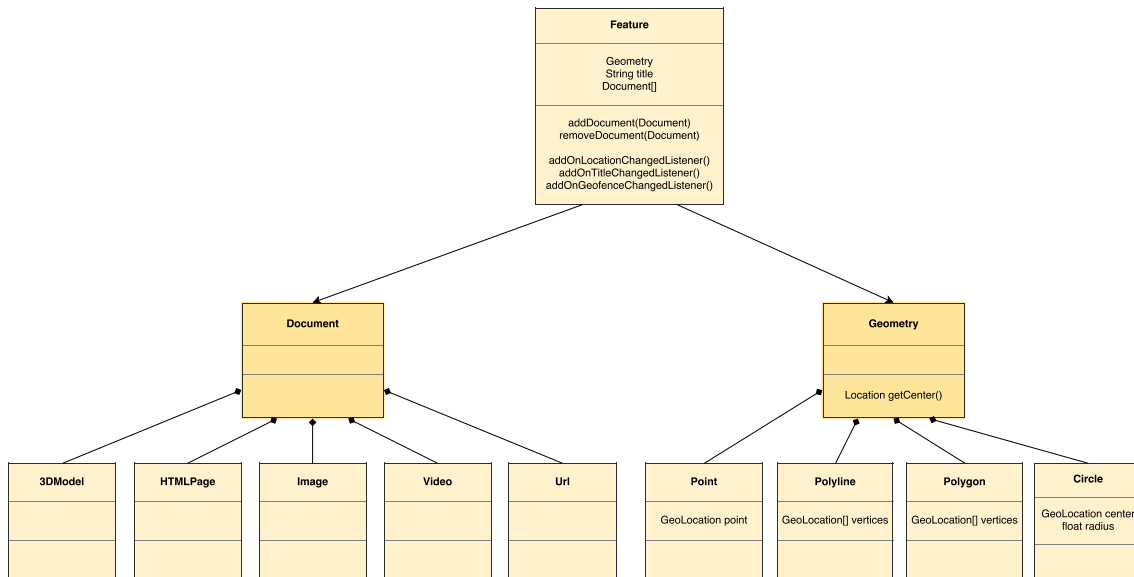 Feature
Geometry
String title
Document[]
addDocument(Document)
removeDocument(Document)
addOnLocationChangedListener()
addOnTitleChangedListener()
addOnGeofenceChangedListener()
Document
Geometry
Location getCenter()
3DModel
HTMLPage
Image
Video
Url
Point
GeoLocation point
Polyline
GeoLocation[] vertices
Polygon
GeoLocation[] vertices
Circle
GeoLocation center
float radius